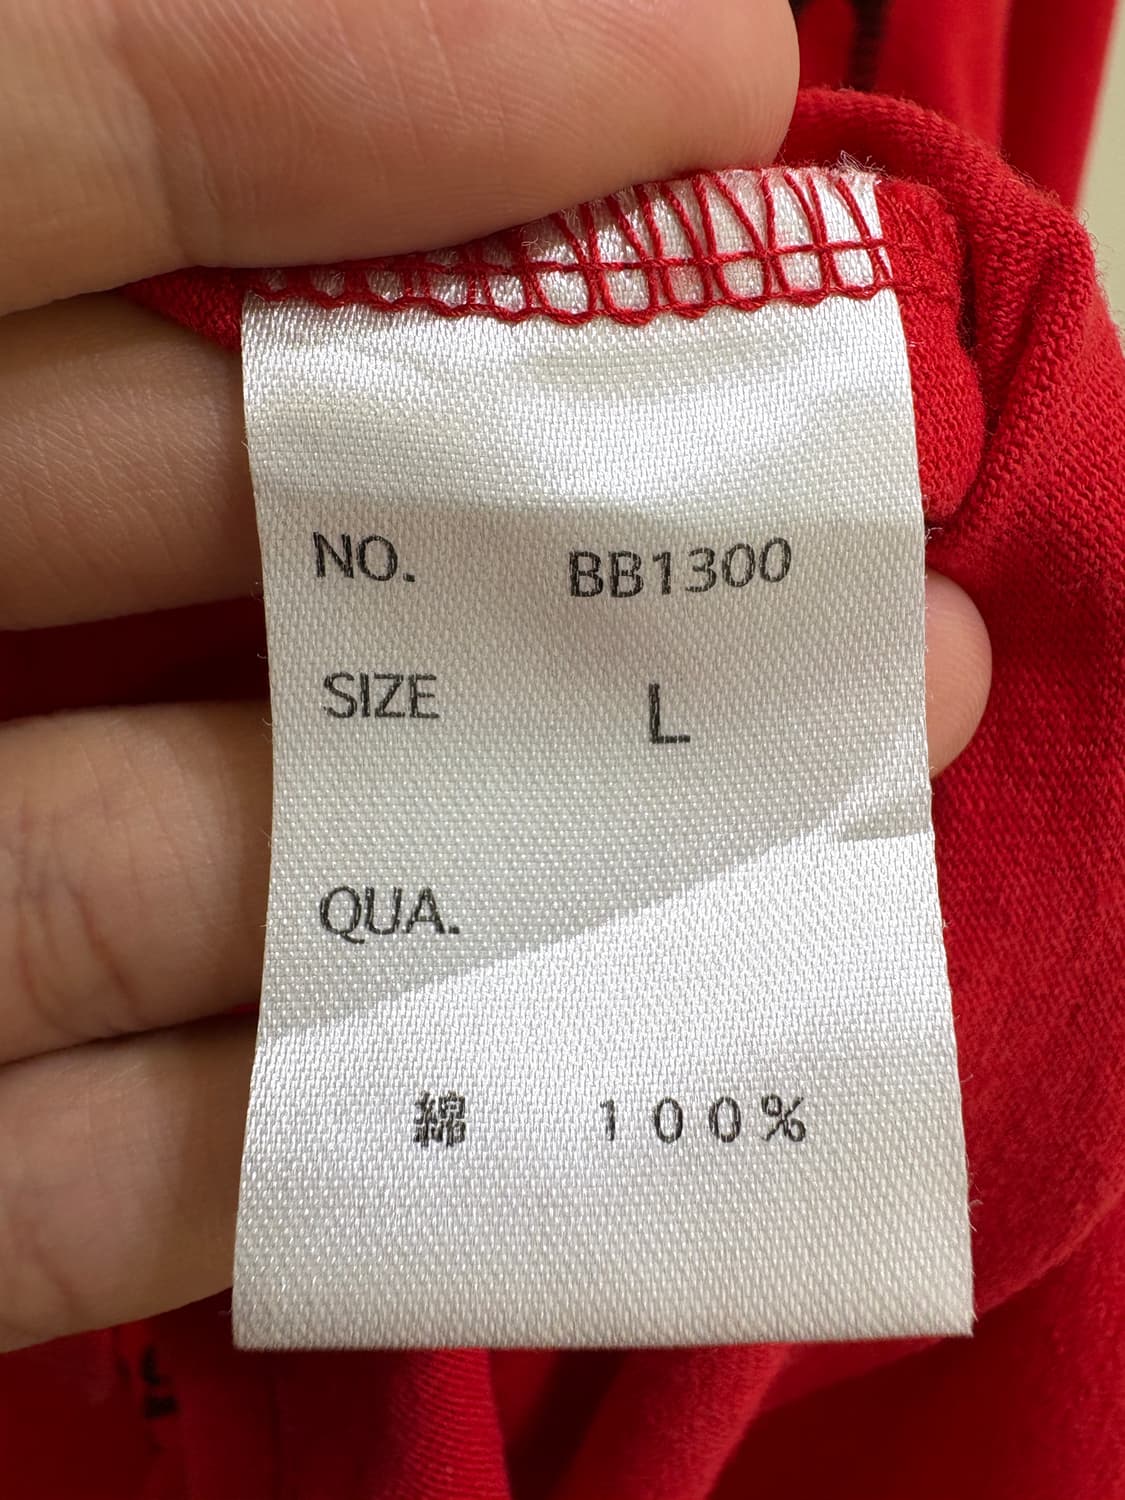 NO. BB1300
SIZE L
QUA.
綿 100%